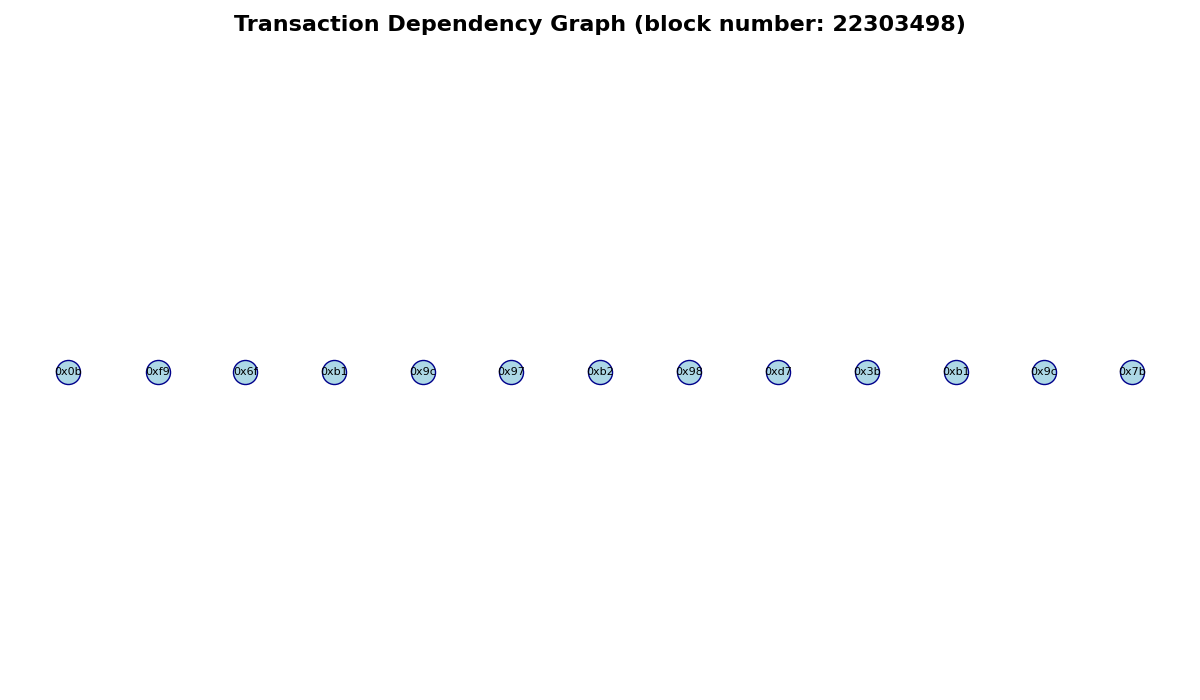 Transaction Dependency Graph (block number: 22303498)
0x0b 0xf9 0x6f 0xb1 0x9c 0x97 0xb2 0x98 0xd7 0x3b 0xb1 0x9c 0x7b